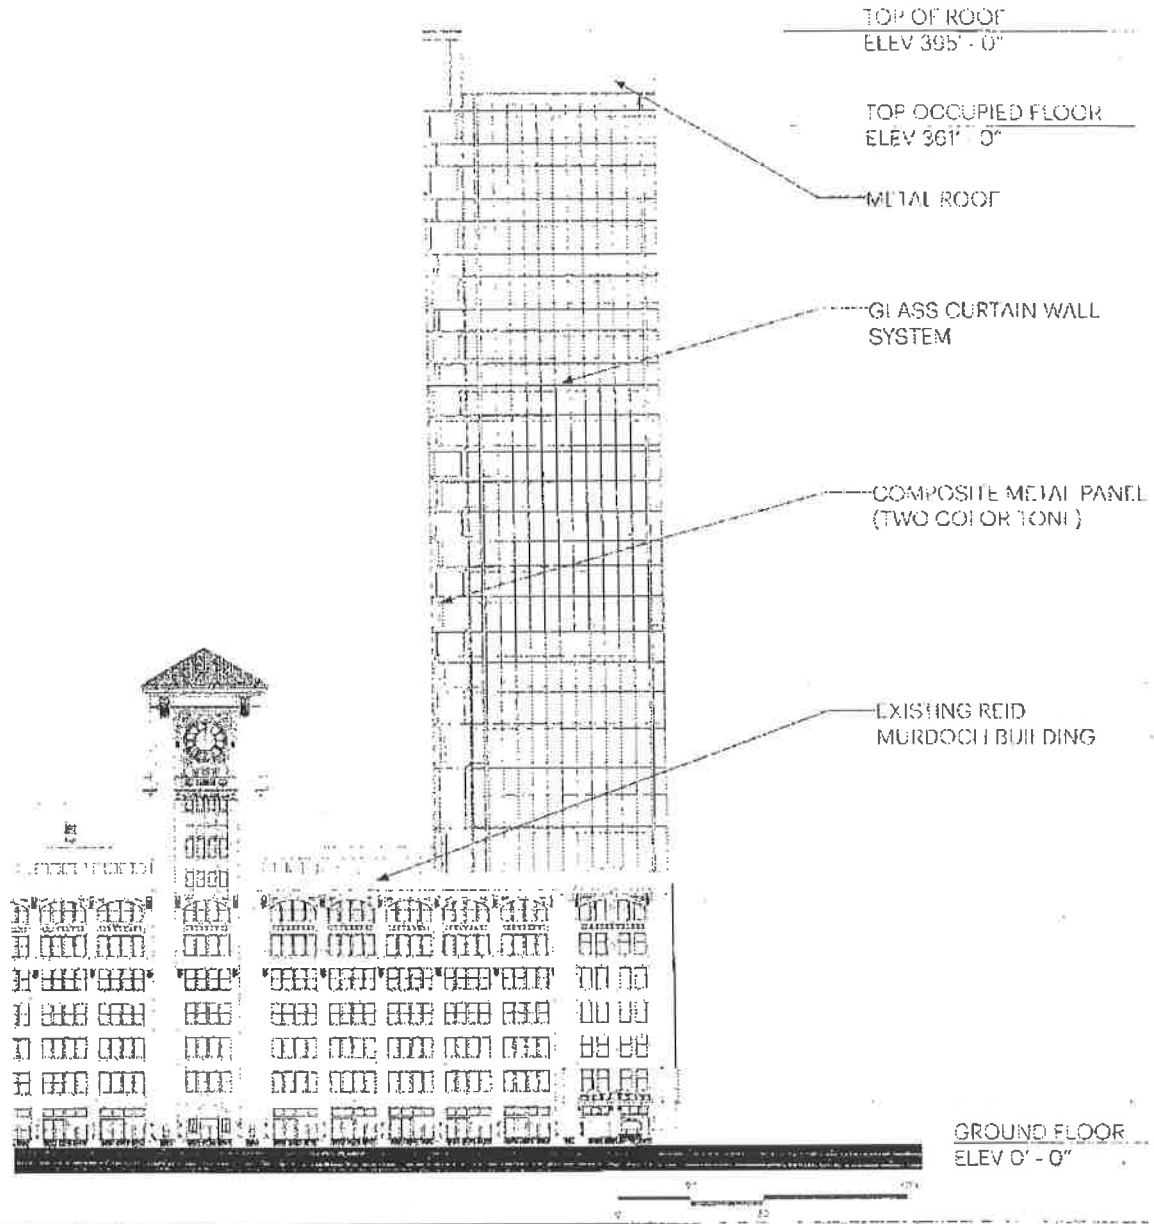 TOP OF ROOF
ELEV 395' - 0"
TOP OCCUPIED FLOOR
ELEV 361' - 0"
METAL ROOF
GLASS CURTAIN WALL
SYSTEM
COMPOSITE METAL PANEL
(TWO COLOR TONE)
EXISTING REID
MURDOCH BUILDING
GROUND FLOOR
ELEV 0' - 0"